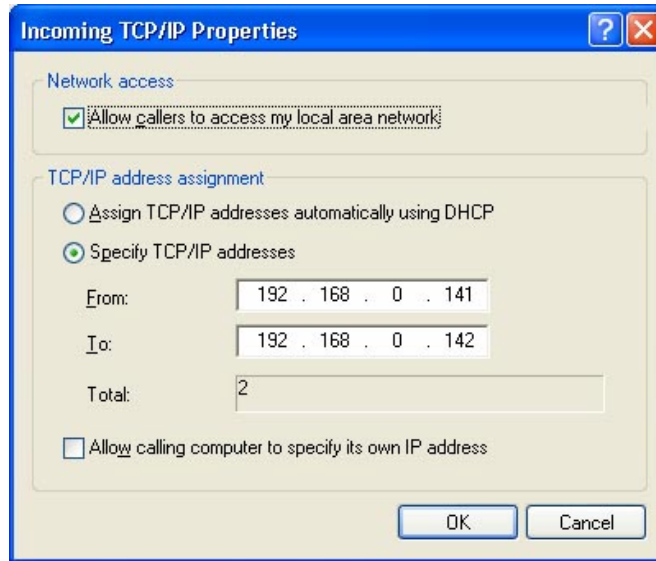 Incoming TCP/IP Properties
Network access
Allow callers to access my local area network
TCP/IP address assignment
Assign TCP/IP addresses automatically using DHCP
Specify TCP/IP addresses
From: 192 . 168 . 0 . 141
To: 192 . 168 . 0 . 142
Total: 2
Allow calling computer to specify its own IP address
OK Cancel